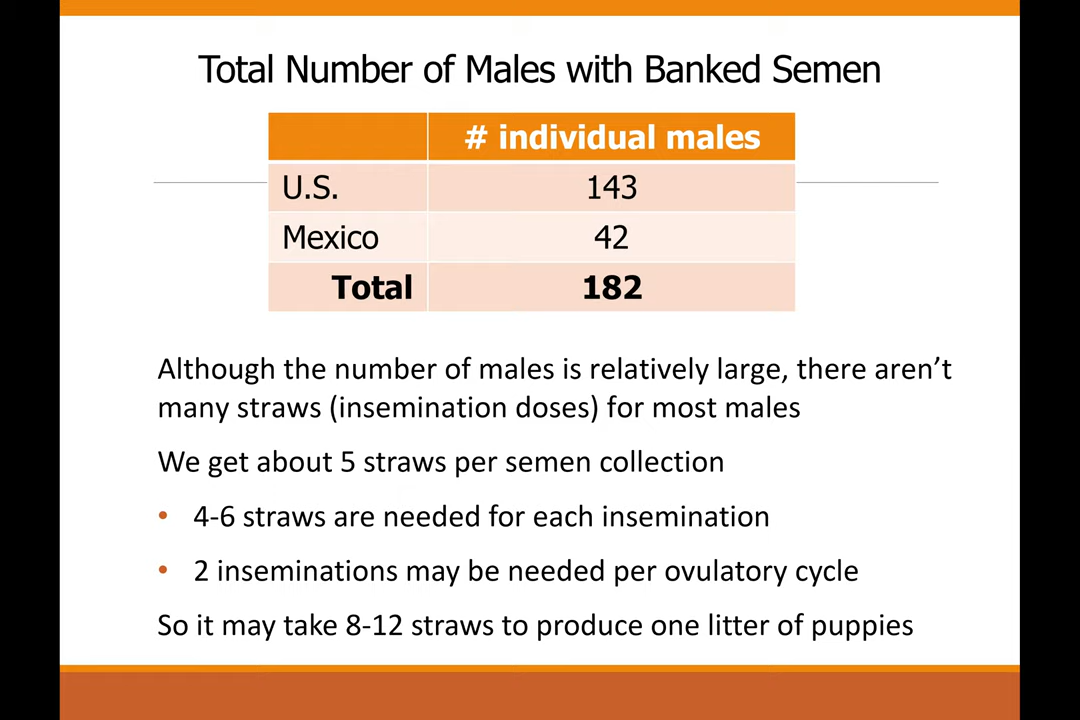 Total Number of Males with Banked Semen
# individual males
U.S. 143
Mexico 42
Total 182
Although the number of males is relatively large, there aren’t
many straws (insemination doses) for most males
We get about 5 straws per semen collection
• 4-6 straws are needed for each insemination
• 2 inseminations may be needed per ovulatory cycle
So it may take 8-12 straws to produce one litter of puppies